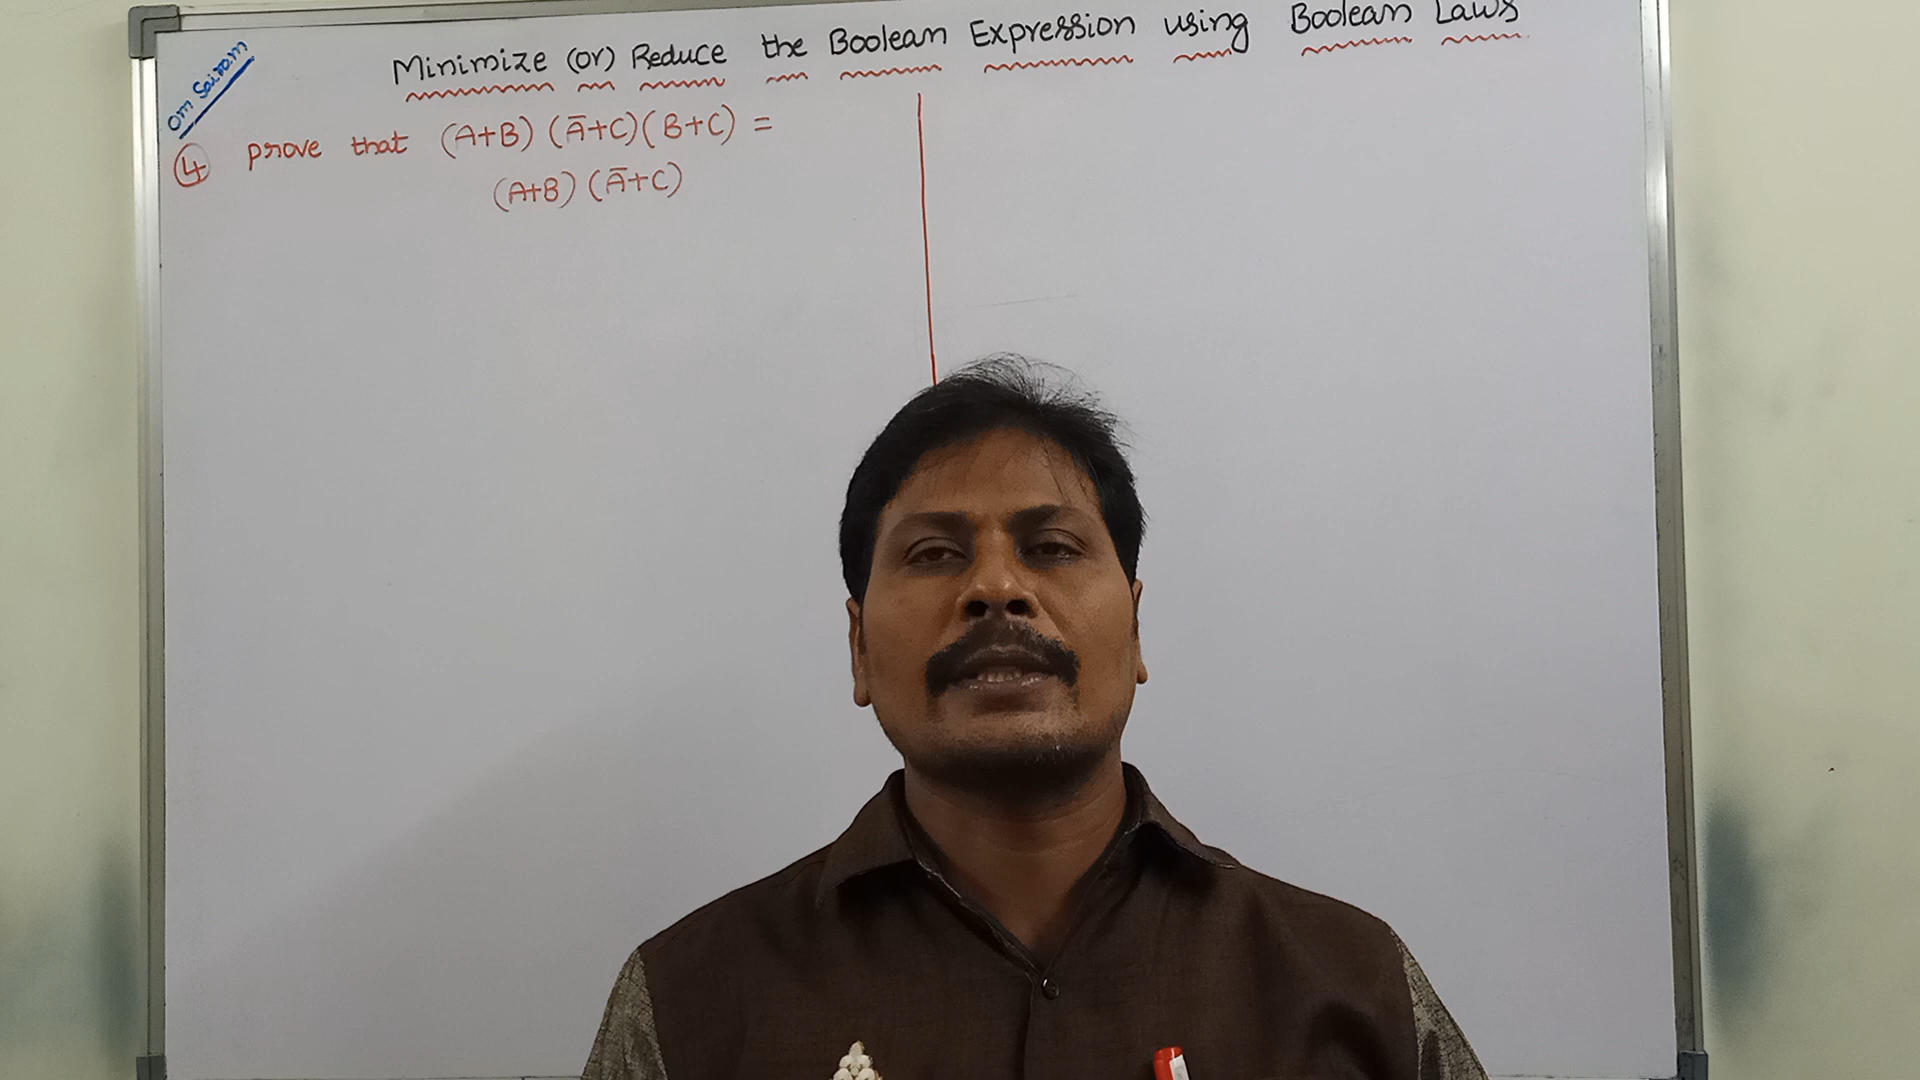 Om Sairam
Minimize (or) Reduce the Boolean Expression using Boolean Laws
④ prove that (A+B) (Ā+C) (B+C) =
(A+B) (Ā+C)